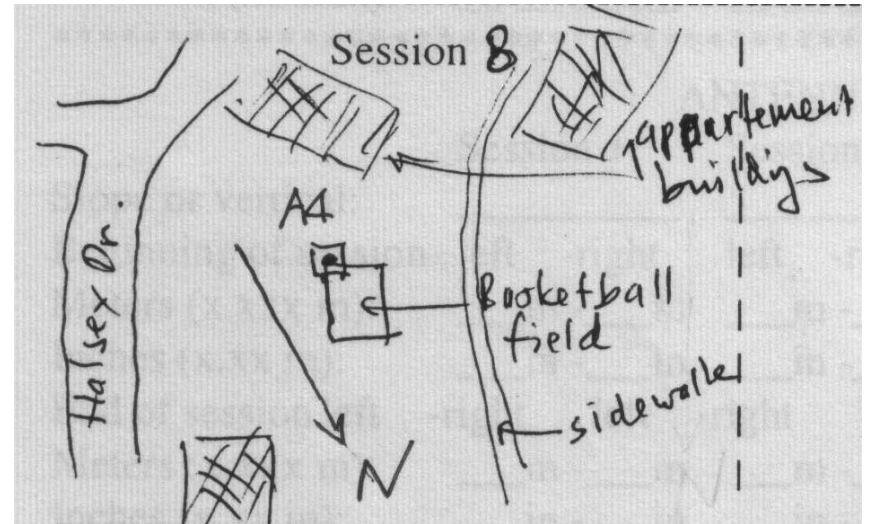 Session 8
appartement
buildings
A4
Halsey Dr.
Basketball
field
sidewalk
N